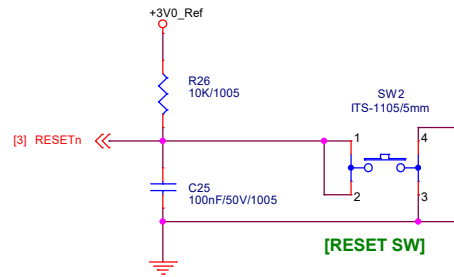 +3V0_Ref
R26
10K/1005
SW2
ITS-1105/5mm
[3] RESETn
1
4
2
3
C25
100nF/50V/1005
[RESET SW]